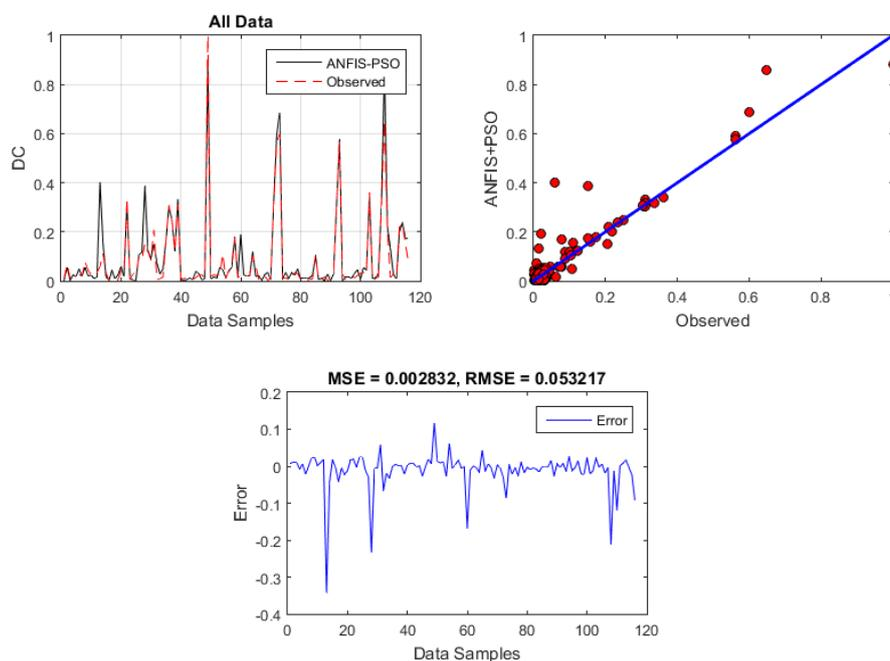 All Data
1
0.8
0.6
0.4
0.2
0
DC
0 20 40 60 80 100 120
Data Samples
ANFIS-PSO
Observed
1
0.8
0.6
0.4
0.2
0
ANFIS+PSO
0 0.2 0.4 0.6 0.8
Observed
MSE = 0.002832, RMSE = 0.053217
0.2
0.1
0
-0.1
-0.2
-0.3
-0.4
Error
0 20 40 60 80 100 120
Data Samples
Error